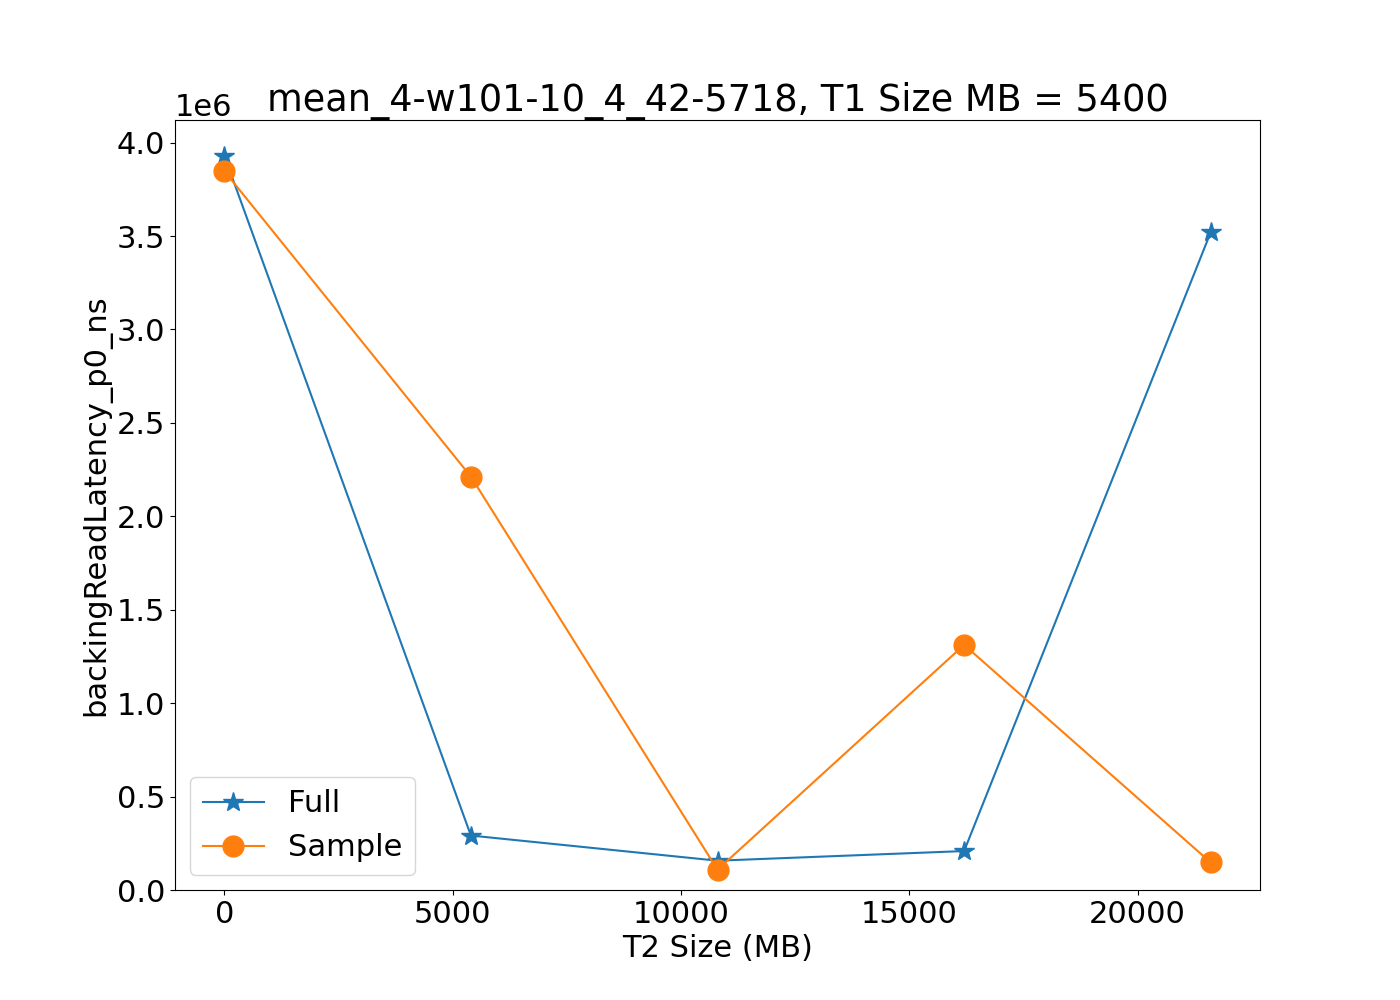 mean_4-w101-10_4_42-5718, T1 Size MB = 5400
1e6
4.0
3.5
3.0
2.5
2.0
1.5
1.0
0.5
0.0
backingReadLatency_p0_ns
Full
Sample
0 5000 10000 15000 20000
T2 Size (MB)